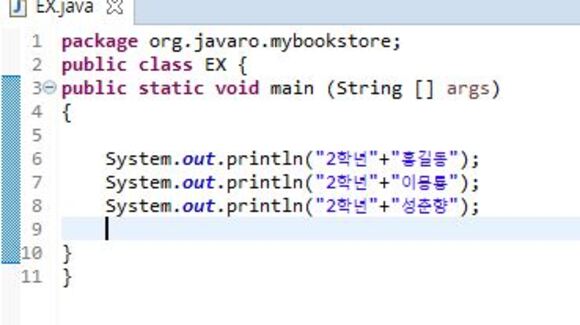 EX.java
1 package org.javaro.mybookstore;
2 public class EX {
3 public static void main (String [] args)
4 {
5
6 System.out.println("2학년"+"홍길동");
7 System.out.println("2학년"+"이몽룡");
8 System.out.println("2학년"+"성춘향");
9
10 }
11 }